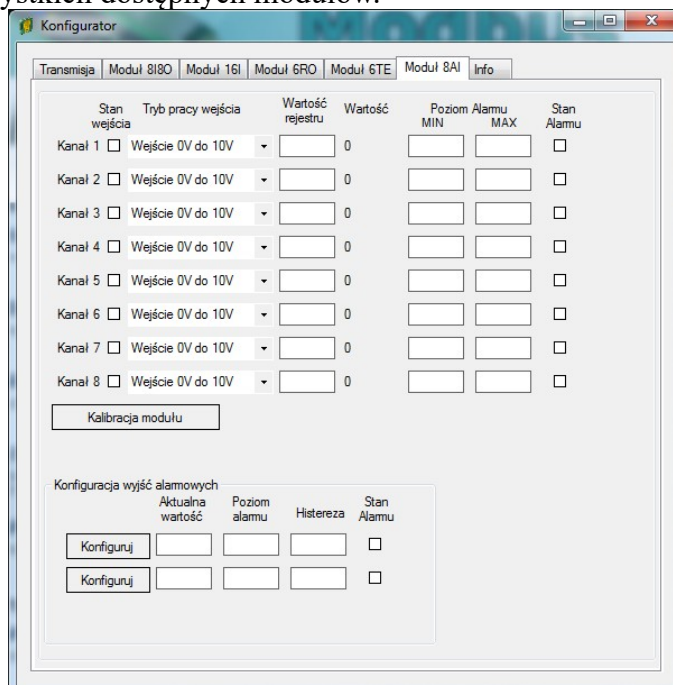 wszystkich dostępnych modułów.
Konfigurator
Transmisja Moduł 8I8O Moduł 16I Moduł 6RO Moduł 6TE Moduł 8AI Info
Stan wejścia Tryb pracy wejścia Wartość rejestru Wartość Poziom Alarmu MIN MAX Stan Alarmu
Kanał 1 Wejście 0V do 10V 0
Kanał 2 Wejście 0V do 10V 0
Kanał 3 Wejście 0V do 10V 0
Kanał 4 Wejście 0V do 10V 0
Kanał 5 Wejście 0V do 10V 0
Kanał 6 Wejście 0V do 10V 0
Kanał 7 Wejście 0V do 10V 0
Kanał 8 Wejście 0V do 10V 0
Kalibracja modułu
Konfiguracja wyjść alarmowych
Aktualna wartość Poziom alarmu Histereza Stan Alarmu
Konfiguruj
Konfiguruj